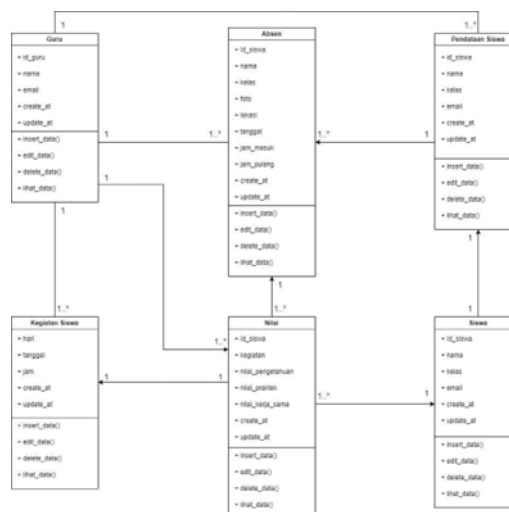 1
1..*
Guru
+ id_guru
+ nama
+ email
+ create_at
+ update_at
+ insert_data()
+ edit_data()
+ delete_data()
+ lihat_data()
Absen
+ id_siswa
+ nama
+ kelas
+ foto
+ lokasi
+ tanggal
+ jam_masuk
+ jam_pulang
+ create_at
+ update_at
+ insert_data()
+ edit_data()
+ delete_data()
+ lihat_data()
Pendataan Siswa
+ id_siswa
+ nama
+ kelas
+ email
+ create_at
+ update_at
+ insert_data()
+ edit_data()
+ delete_data()
+ lihat_data()
1
1..*
1..*
1
1
1
1
1
1..*
1..*
1..*
1
Kegiatan Siswa
+ hari
+ tanggal
+ jam
+ create_at
+ update_at
+ insert_data()
+ edit_data()
+ delete_data()
+ lihat_data()
1
1
Nilai
+ id_siswa
+ kegiatan
+ nilai_pengetahuan
+ nilai_praktek
+ nilai_kerja_sama
+ create_at
+ update_at
+ insert_data()
+ edit_data()
+ delete_data()
+ lihat_data()
1..*
1
Siswa
+ id_siswa
+ nama
+ kelas
+ email
+ create_at
+ update_at
+ insert_data()
+ edit_data()
+ delete_data()
+ lihat_data()